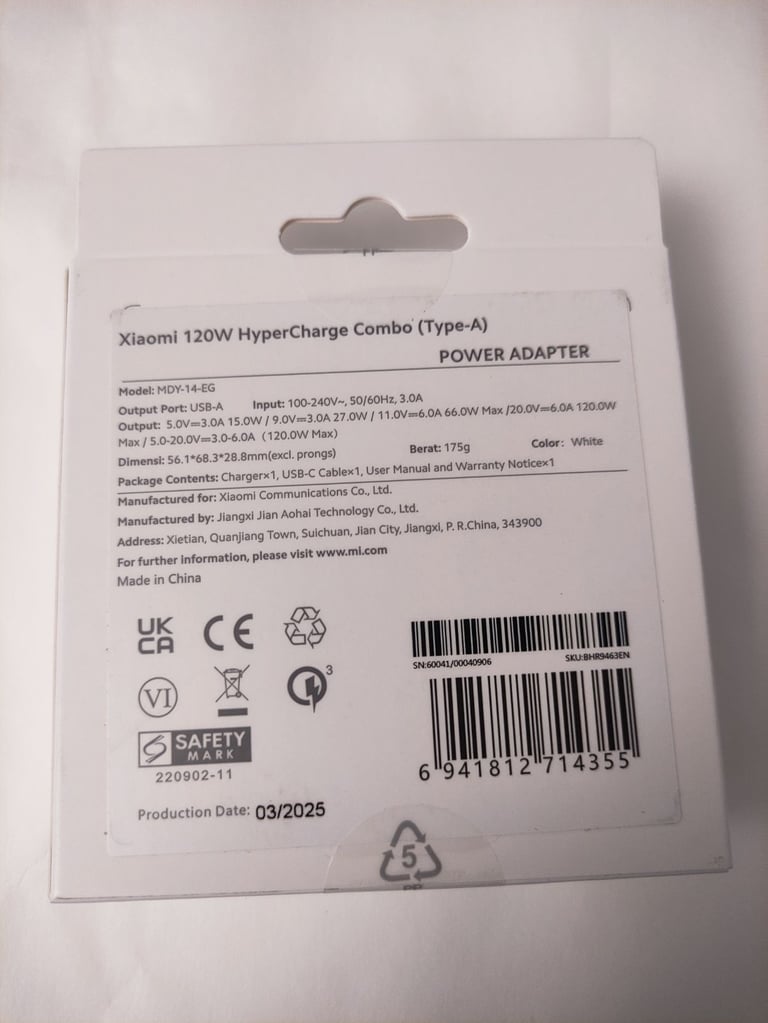 Xiaomi 120W HyperCharge Combo (Type-A)
POWER ADAPTER
Model: MDY-14-EG
Output Port: USB-A Input: 100-240V~, 50/60Hz, 3.0A
Output: 5.0V⎓3.0A 15.0W / 9.0V⎓3.0A 27.0W / 11.0V⎓6.0A 66.0W Max /20.0V⎓6.0A 120.0W
Max / 5.0-20.0V⎓3.0-6.0A (120.0W Max)
Dimensi: 56.1*68.3*28.8mm(excl. prongs) Berat: 175g Color: White
Package Contents: Charger×1, USB-C Cable×1, User Manual and Warranty Notice×1
Manufactured for: Xiaomi Communications Co., Ltd.
Manufactured by: Jiangxi Jian Aohai Technology Co., Ltd.
Address: Xietian, Quanjiang Town, Suichuan, Jian City, Jiangxi, P. R.China, 343900
For further information, please visit www.mi.com
Made in China
UK
CA CE
VI 3
SAFETY
MARK
220902-11
SN:60041/00040906 SKU:BHR9463EN
6 941812 714355
Production Date: 03/2025
5
PP